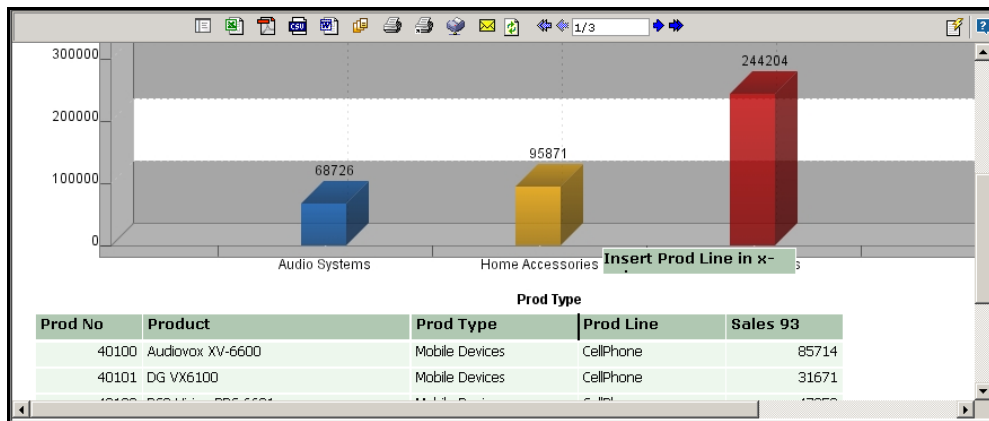 CSV
W
1/3
300000
244204
200000
95871
68726
100000
0
Audio Systems
Home Accessories
Insert Prod Line in x-
s
Prod Type
Prod No Product Prod Type Prod Line Sales 93
40100 Audiovox XV-6600 Mobile Devices CellPhone 85714
40101 DG VX6100 Mobile Devices CellPhone 31671